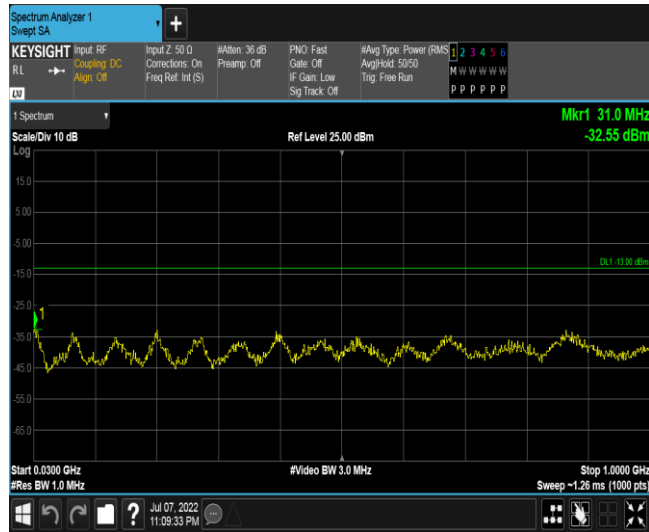 Spectrum Analyzer 1
Swept SA
KEYSIGHT Input: RF Input Z: 50 Ω #Atten: 36 dB PNO: Fast #Avg Type: Power (RMS 1 2 3 4 5 6
RL Coupling: DC Corrections: On Preamp: Off Gate: Off Avg|Hold: 50/50 M W W W W W
Align: Off Freq Ref: Int (S) IF Gain: Low Trig: Free Run
LXI Sig Track: Off P P P P P P
1 Spectrum Mkr1 31.0 MHz
Scale/Div 10 dB Ref Level 25.00 dBm -32.55 dBm
Log
15.0
5.00
-5.00
DL1 -13.00 dBm
-15.0
-25.0
1
-35.0
-45.0
-55.0
-65.0
Start 0.0300 GHz #Video BW 3.0 MHz Stop 1.0000 GHz
#Res BW 1.0 MHz Sweep ~1.26 ms (1000 pts)
? Jul 07, 2022
11:09:33 PM